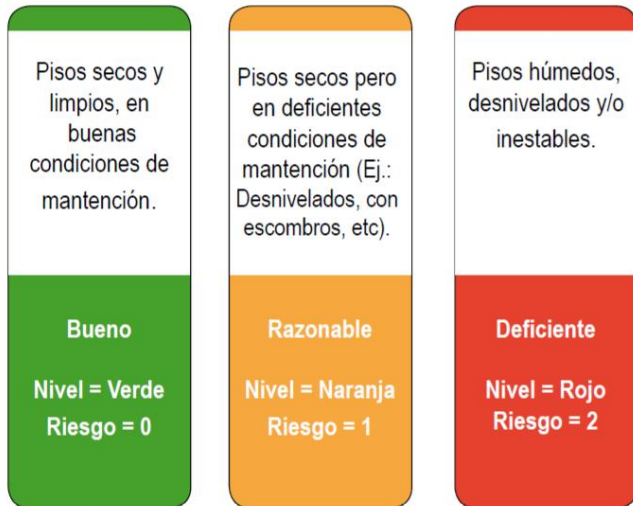 Pisos secos y
limpios, en
buenas
condiciones de
mantención.
Bueno
Nivel = Verde
Riesgo = 0
Pisos secos pero
en deficientes
condiciones de
mantención (Ej.:
Desnivelados, con
escombros, etc).
Razonable
Nivel = Naranja
Riesgo = 1
Pisos húmedos,
desnivelados y/o
inestables.
Deficiente
Nivel = Rojo
Riesgo = 2